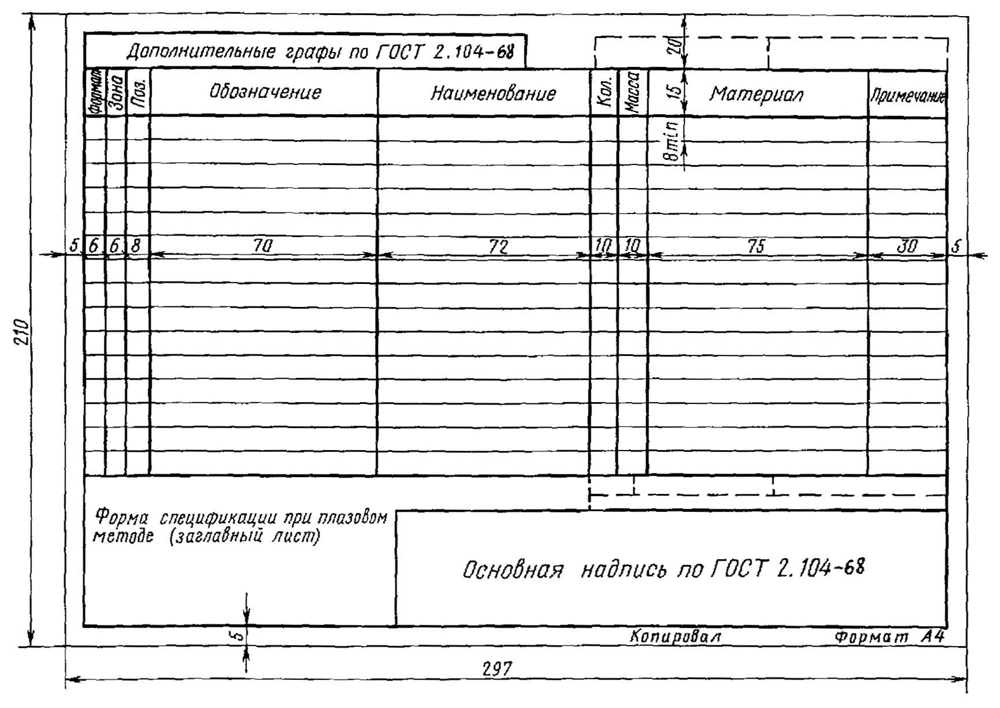 Дополнительные графы по ГОСТ 2.104-68
20
Формат Зона Поз. Обозначение Наименование Кол. Масса 15 Материал Примечание
8min
5 6 6 8 70 72 10 10 75 30 5
210
Форма спецификации при плазовом
методе (заглавный лист)
Основная надпись по ГОСТ 2.104-68
5
Копировал Формат А4
297